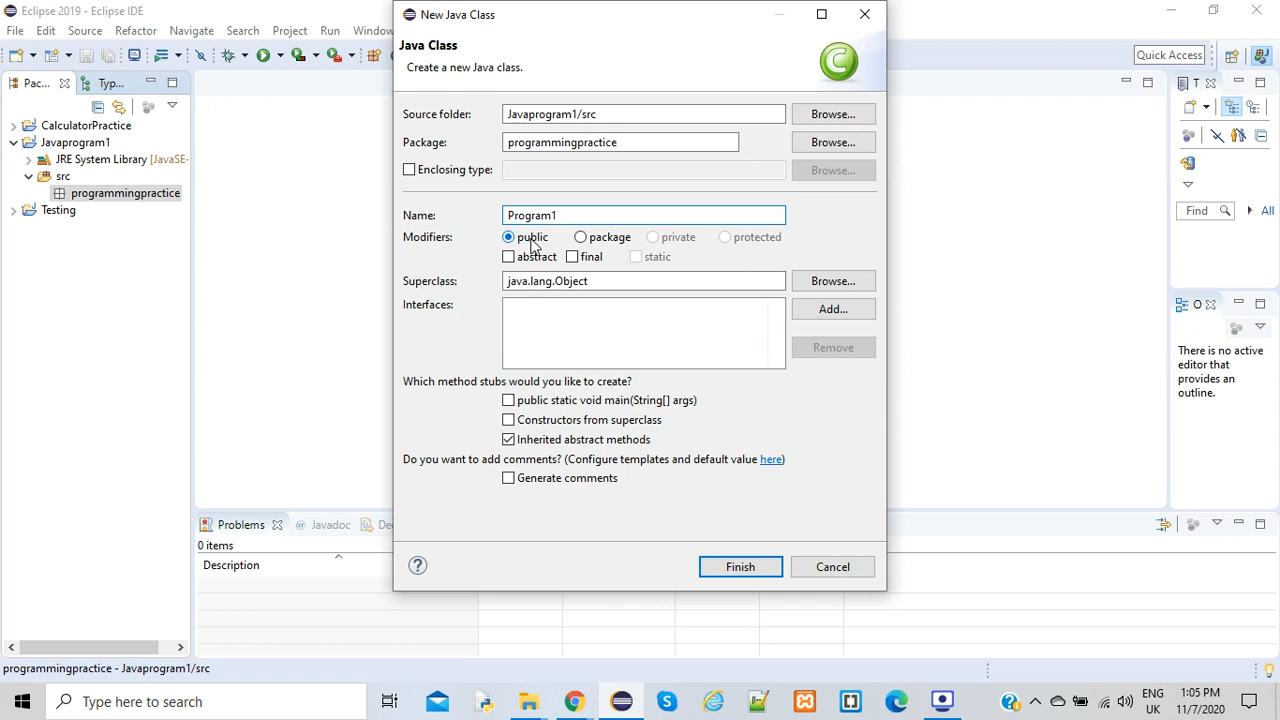 Eclipse 2019 - Eclipse IDE
File Edit Source Refactor Navigate Search Project Run Window
Quick Access
Pac...
Typ...
CalculatorPractice
Javaprogram1
JRE System Library [JavaSE-
src
programmingpractice
Testing
New Java Class
Java Class
Create a new Java class.
C
Source folder: Javaprogram1/src Browse...
Package: programmingpractice Browse...
Enclosing type: Browse...
Name: Program1
Modifiers: public package private protected
abstract final static
Superclass: java.lang.Object Browse...
Interfaces: Add...
Remove
Which method stubs would you like to create?
public static void main(String[] args)
Constructors from superclass
Inherited abstract methods
Do you want to add comments? (Configure templates and default value here)
Generate comments
Finish Cancel
T
Find All
O
There is no active
editor that
provides an
outline.
Problems @ Javadoc De
0 items
Description
programmingpractice - Javaprogram1/src
Type here to search
ENG 1:05 PM
UK 11/7/2020